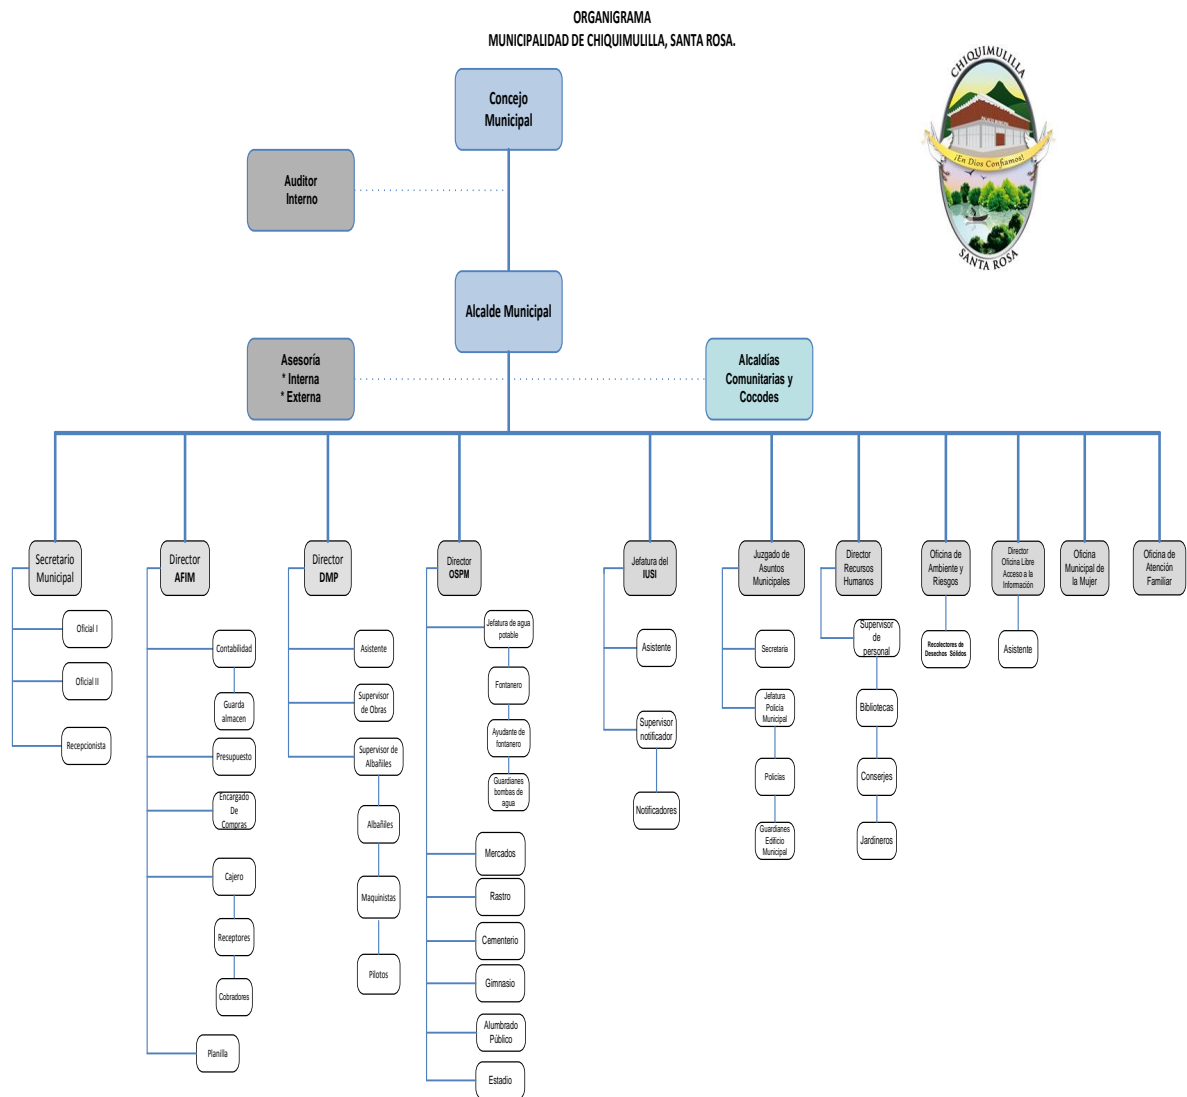 ORGANIGRAMA
MUNICIPALIDAD DE CHIQUIMULILLA, SANTA ROSA.
CHIQUIMULILLA
¡En Dios Confiamos!
SANTA ROSA
Concejo
Municipal
Auditor
Interno
Alcalde Municipal
Asesoría
* Interna
* Externa
Alcaldías
Comunitarias y
Cocodes
Secretario
Municipal
Director
AFIM
Director
DMP
Director
OSPM
Jefatura del
IUSI
Juzgado de
Asuntos
Municipales
Director
Recursos
Humanos
Oficina de
Ambiente y
Riesgos
Director
Oficina Libre
Acceso a la
Información
Oficina
Municipal de
la Mujer
Oficina de
Atención
Familiar
Oficial I
Oficial II
Recepcionista
Contabilidad
Guarda
almacen
Presupuesto
Encargado
De
Compras
Cajero
Receptores
Cobradores
Planilla
Asistente
Supervisor
de Obras
Supervisor de
Albañiles
Albañiles
Maquinistas
Pilotos
Jefatura de agua
potable
Fontanero
Ayudante de
fontanero
Guardianes
bombas de
agua
Mercados
Rastro
Cementerio
Gimnasio
Alumbrado
Público
Estadio
Asistente
Supervisor
notificador
Notificadores
Secretaria
Jefatura
Policía
Municipal
Policías
Guardianes
Edificio
Municipal
Supervisor
de
personal
Bibliotecas
Conserjes
Jardineros
Recolectores de
Desechos Sólidos
Asistente